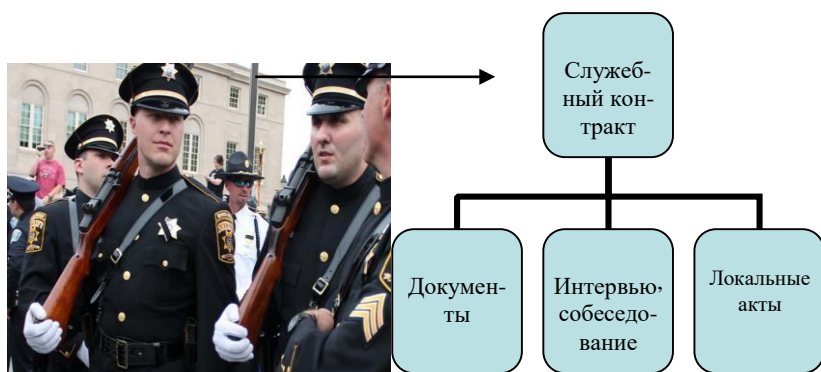 Служеб-
ный кон-
тракт
Докумен-
ты
Интервью,
собеседо-
вание
Локальные
акты